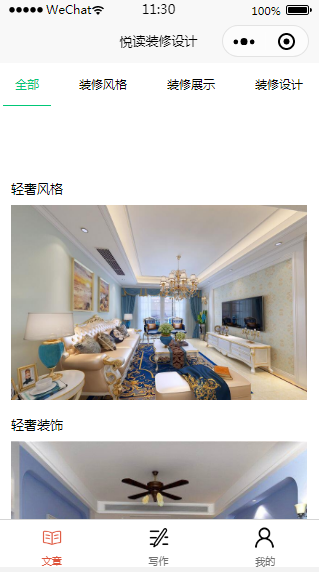 WeChat 11:30 100%
悦读装修设计
全部 装修风格 装修展示 装修设计
轻奢风格
轻奢装饰
文章 写作 我的